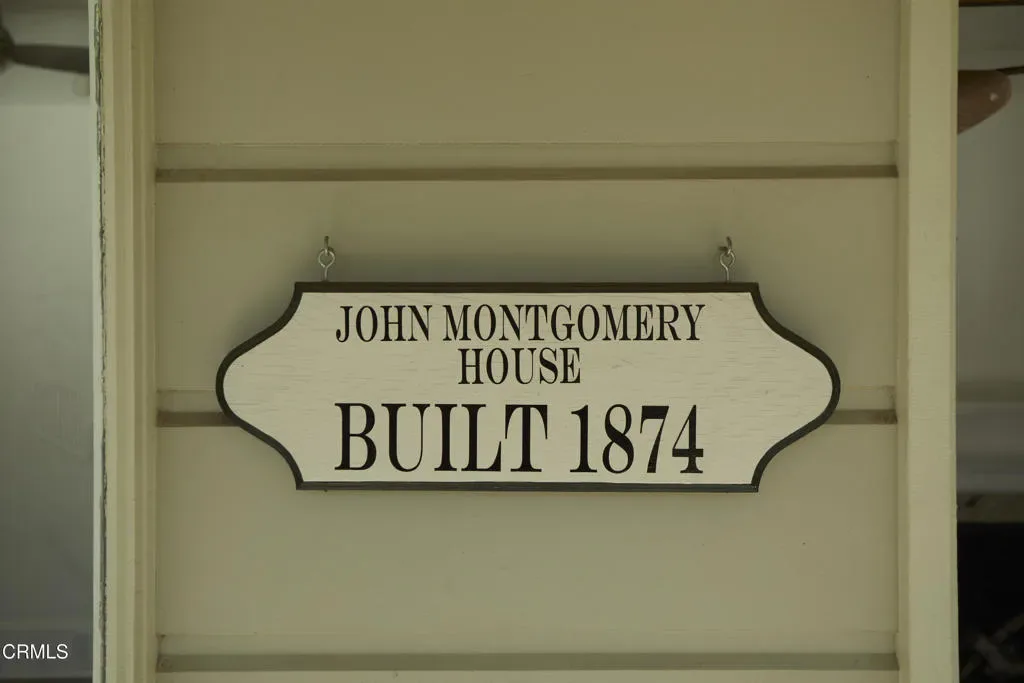 JOHN MONTGOMERY
HOUSE
BUILT 1874
CRMLS